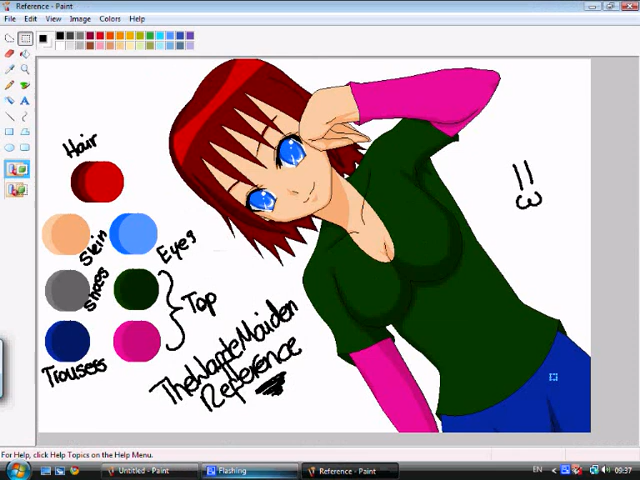 Reference - Paint
File Edit View Image Colors Help
Hair
Skin
Eyes
Shoes
Top
Trousers
TheWaffleMaiden
Reference
For Help, click Help Topics on the Help Menu.
Untitled - Paint
Flashing
Reference - Paint
EN
09:37